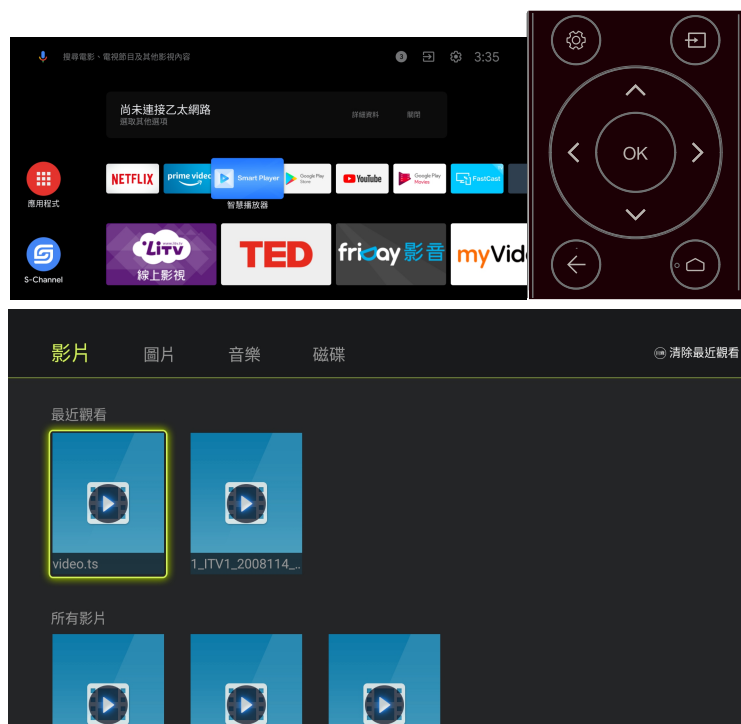 搜尋電影、電視節目及其他影視內容
3
3:35
尚未連接乙太網路
選取其他選項
詳細資料
關閉
應用程式
NETFLIX
prime video
Smart Player
Google Play
Store
YouTube
Google Play
Movies
FastCast
智慧播放器
S-Channel
LiTV
線上影視
TED
friDay影音
myVid
OK
影片
圖片
音樂
磁碟
清除最近觀看
最近觀看
video.ts
1_ITV1_2008114_..
所有影片